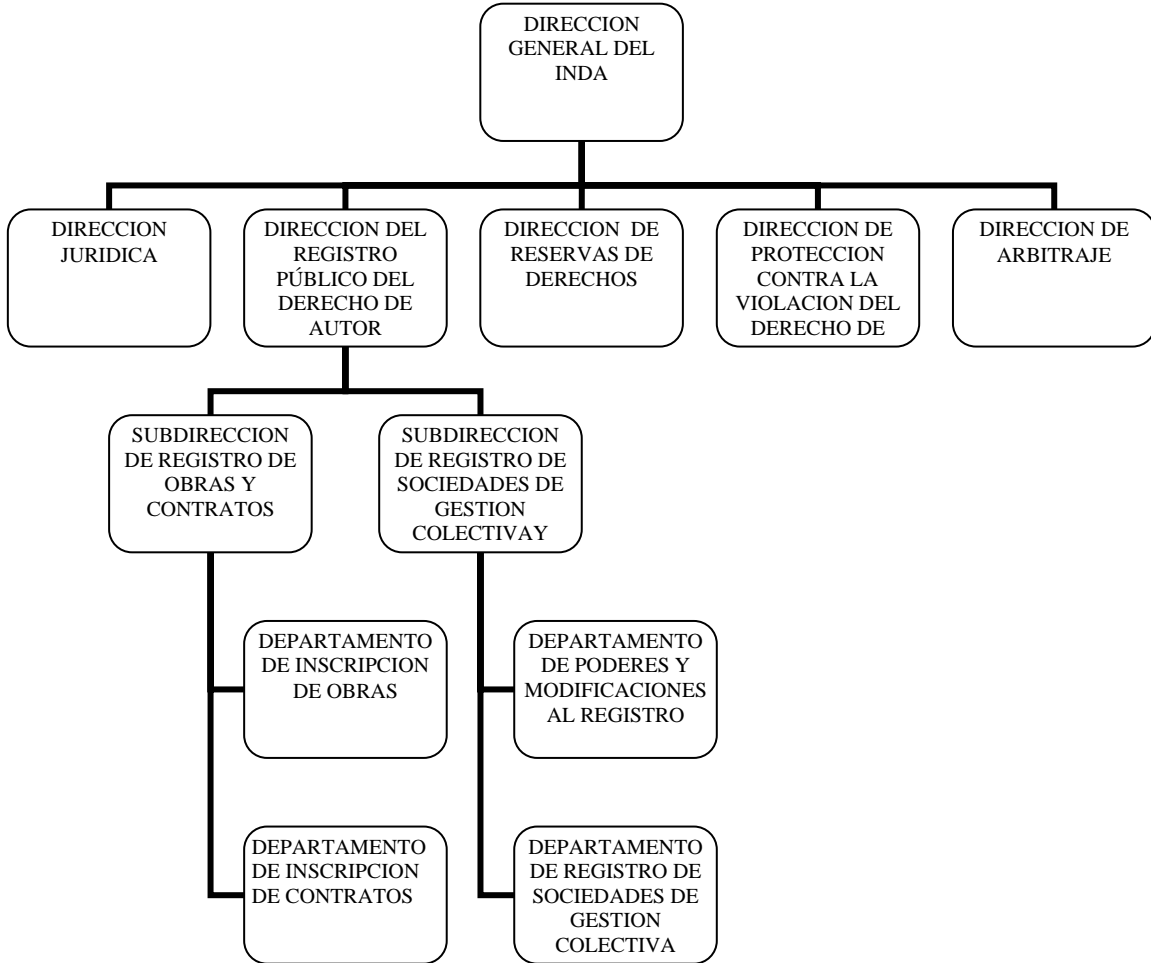 DIRECCION
GENERAL DEL
INDA
DIRECCION
JURIDICA
DIRECCION DEL
REGISTRO
PÚBLICO DEL
DERECHO DE
AUTOR
DIRECCION DE
RESERVAS DE
DERECHOS
DIRECCION DE
PROTECCION
CONTRA LA
VIOLACION DEL
DERECHO DE
DIRECCION DE
ARBITRAJE
SUBDIRECCION
DE REGISTRO DE
OBRAS Y
CONTRATOS
SUBDIRECCION
DE REGISTRO DE
SOCIEDADES DE
GESTION
COLECTIVAY
DEPARTAMENTO
DE INSCRIPCION
DE OBRAS
DEPARTAMENTO
DE PODERES Y
MODIFICACIONES
AL REGISTRO
DEPARTAMENTO
DE INSCRIPCION
DE CONTRATOS
DEPARTAMENTO
DE REGISTRO DE
SOCIEDADES DE
GESTION
COLECTIVA